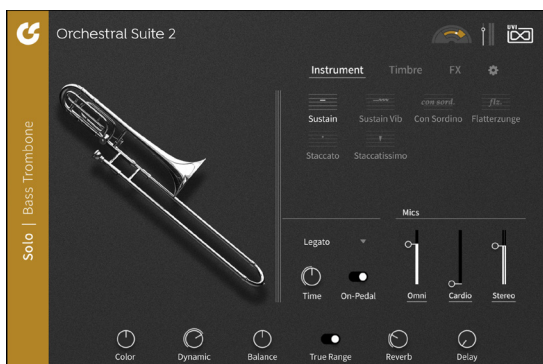 Orchestral Suite 2
UVI
Solo | Bass Trombone
Instrument Timbre FX
con sord. flz.
Sustain Sustain Vib Con Sordino Flatterzunge
Staccato Staccatissimo
Mics
Legato
Time On-Pedal Omni Cardio Stereo
Color Dynamic Balance True Range Reverb Delay